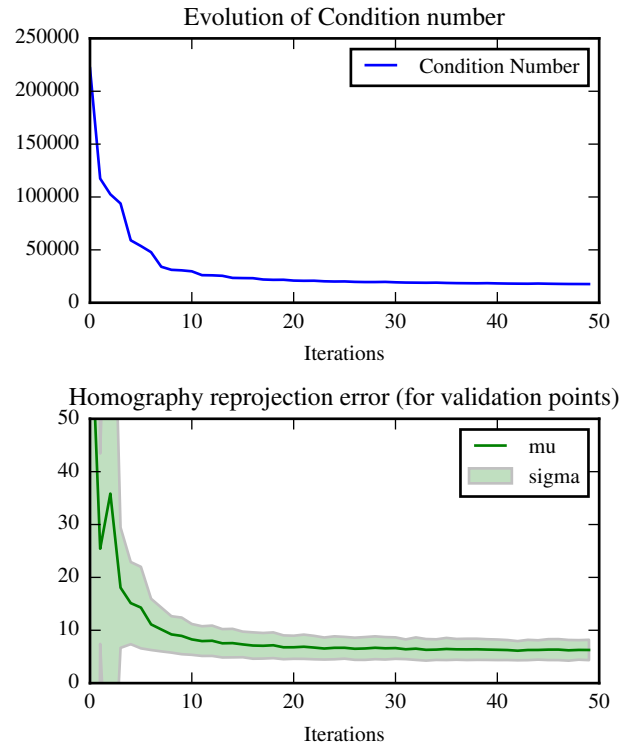 Evolution of Condition number
250000
200000
150000
100000
50000
0
Condition Number
0 10 20 30 40 50
Iterations
Homography reprojection error (for validation points)
50
40
30
20
10
0
mu
sigma
0 10 20 30 40 50
Iterations